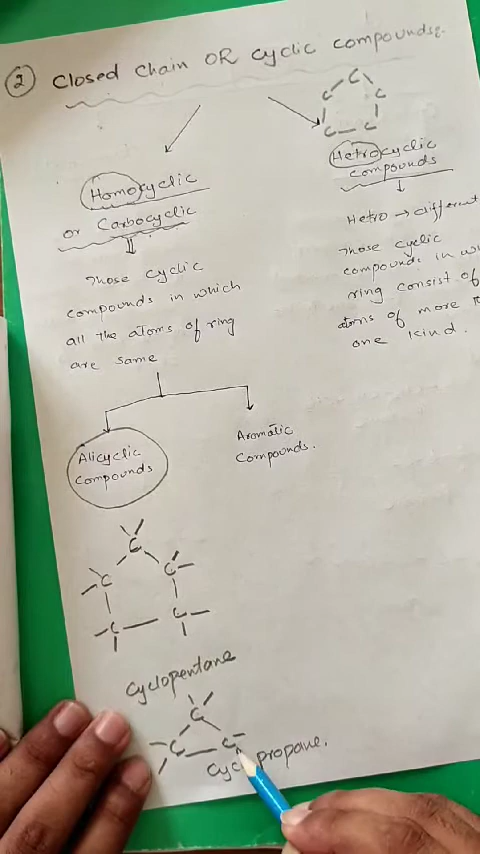 ② Closed Chain OR Cyclic compounds:-
Homocyclic
or Carbocyclic
Those cyclic
compounds in which
all the atoms of ring
are same
Alicyclic
Compounds
Aromatic
Compounds.
C
C C
C C
Hetrocyclic
compounds
Hetro → different
Those cyclic
compounds in
ring consist of
atoms of more
one kind.
C
C C
C C
Cyclopentane
C
C C
propane.